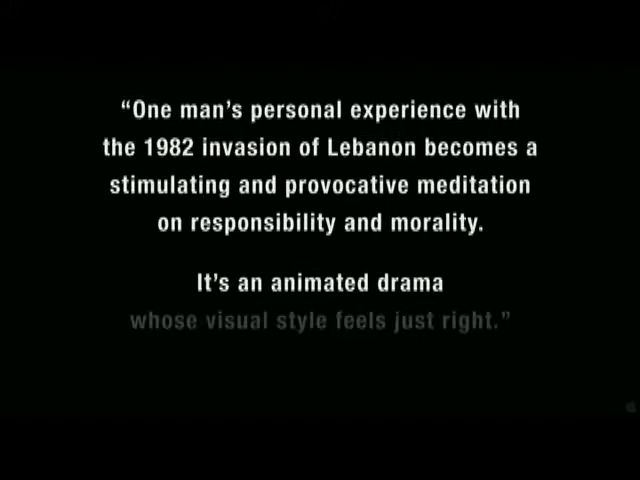 “One man’s personal experience with
the 1982 invasion of Lebanon becomes a
stimulating and provocative meditation
on responsibility and morality.
It’s an animated drama
whose visual style feels just right.”